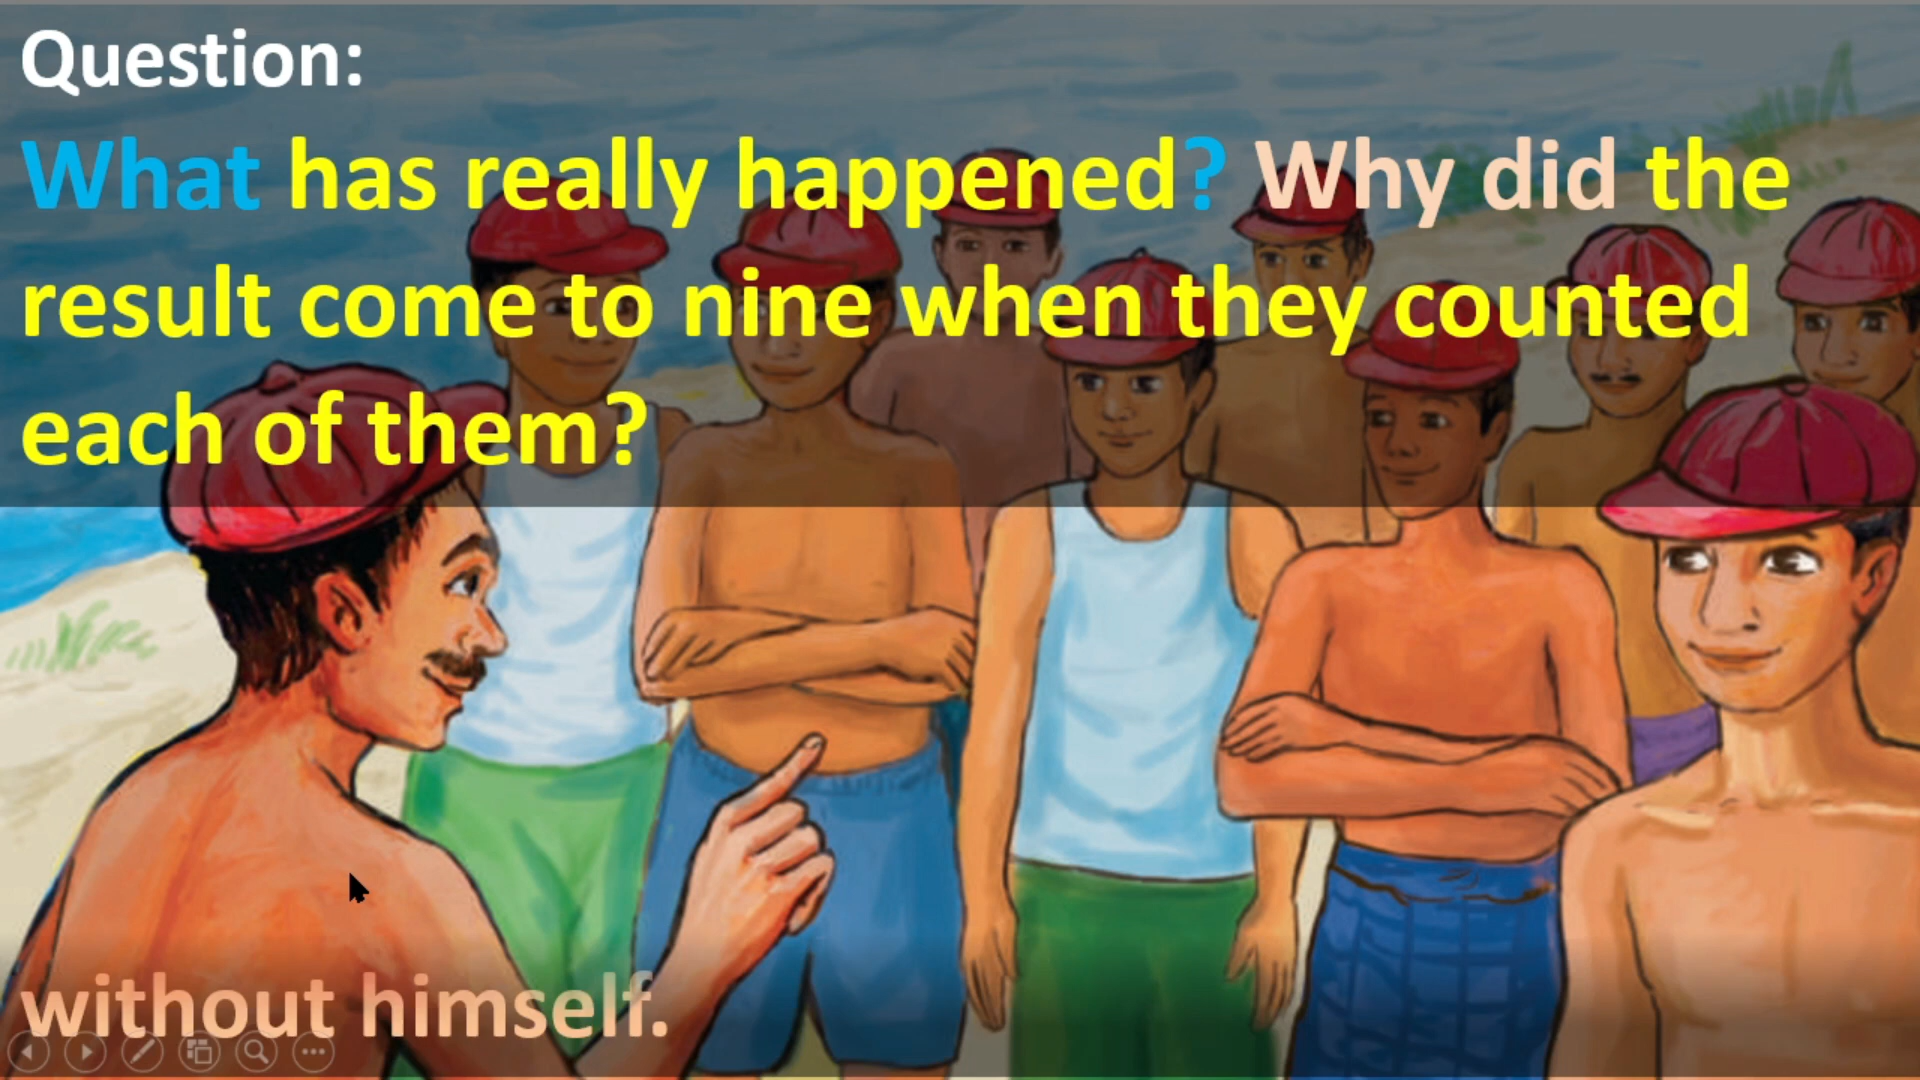 Question:
What has really happened? Why did the
result come to nine when they counted
each of them?
without himself.